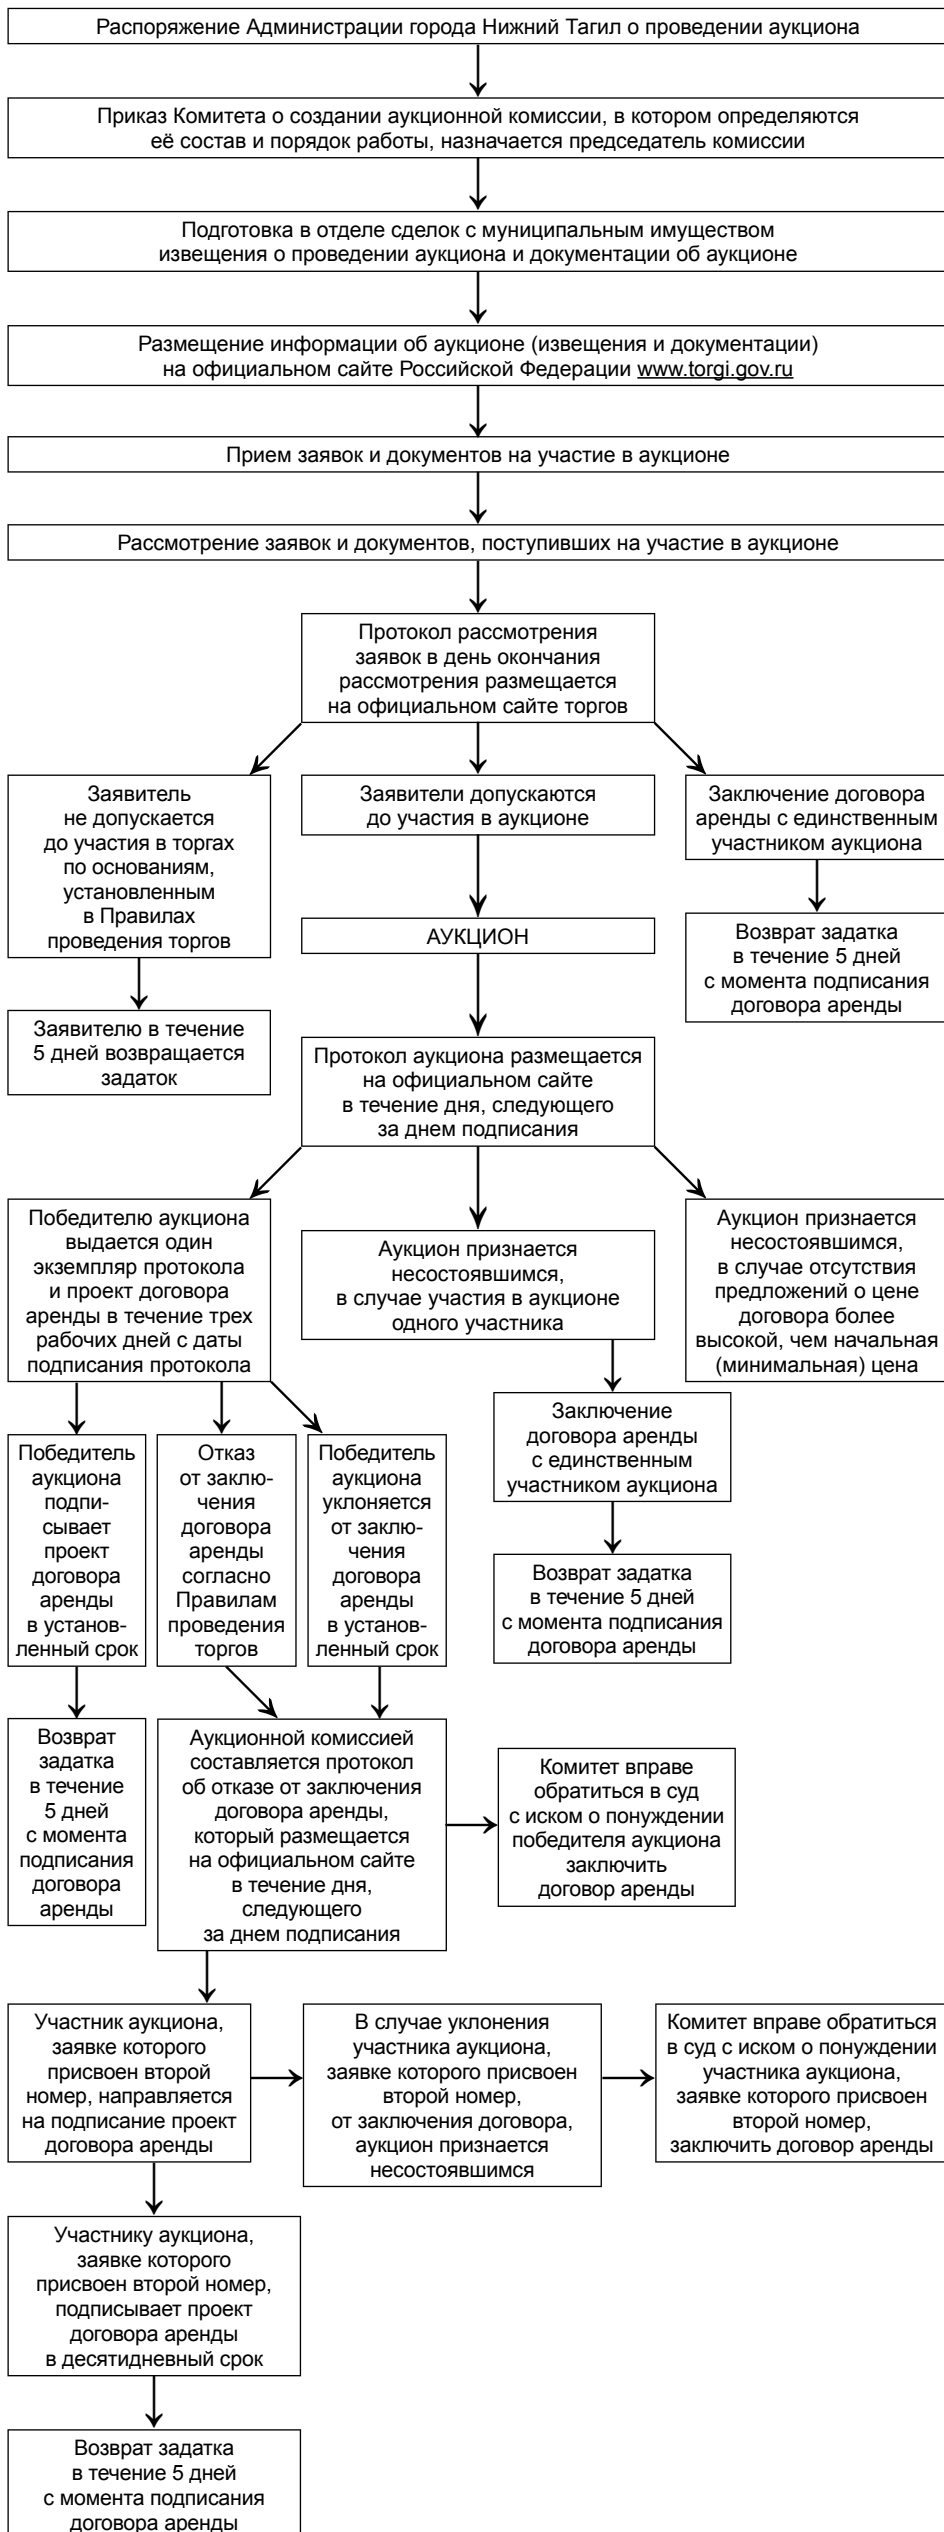 Распоряжение Администрации города Нижний Тагил о проведении аукциона
Приказ Комитета о создании аукционной комиссии, в котором определяются
её состав и порядок работы, назначается председатель комиссии
Подготовка в отделе сделок с муниципальным имуществом
извещения о проведении аукциона и документации об аукционе
Размещение информации об аукционе (извещения и документации)
на официальном сайте Российской Федерации www.torgi.gov.ru
Прием заявок и документов на участие в аукционе
Рассмотрение заявок и документов, поступивших на участие в аукционе
Протокол рассмотрения
заявок в день окончания
рассмотрения размещается
на официальном сайте торгов
Заявитель
не допускается
до участия в торгах
по основаниям,
установленным
в Правилах
проведения торгов
Заявители допускаются
до участия в аукционе
Заключение договора
аренды с единственным
участником аукциона
АУКЦИОН
Возврат задатка
в течение 5 дней
с момента подписания
договора аренды
Заявителю в течение
5 дней возвращается
задаток
Протокол аукциона размещается
на официальном сайте
в течение дня, следующего
за днем подписания
Победителю аукциона
выдается один
экземпляр протокола
и проект договора
аренды в течение трех
рабочих дней с даты
подписания протокола
Аукцион признается
несостоявшимся,
в случае участия в аукционе
одного участника
Аукцион признается
несостоявшимся,
в случае отсутствия
предложений о цене
договора более
высокой, чем начальная
(минимальная) цена
Заключение
договора аренды
с единственным
участником аукциона
Победитель
аукциона
подпи-
сывает
проект
договора
аренды
в установ-
ленный срок
Отказ
от заклю-
чения
договора
аренды
согласно
Правилам
проведения
торгов
Победитель
аукциона
уклоняется
от заклю-
чения
договора
аренды
в установ-
ленный срок
Возврат задатка
в течение 5 дней
с момента подписания
договора аренды
Возврат
задатка
в течение
5 дней
с момента
подписания
договора
аренды
Аукционной комиссией
составляется протокол
об отказе от заключения
договора аренды,
который размещается
на официальном сайте
в течение дня,
следующего
за днем подписания
Комитет вправе
обратиться в суд
с иском о понуждении
победителя аукциона
заключить
договор аренды
Участник аукциона,
заявке которого
присвоен второй
номер, направляется
на подписание проект
договора аренды
В случае уклонения
участника аукциона,
заявке которого присвоен
второй номер,
от заключения договора,
аукцион признается
несостоявшимся
Комитет вправе обратиться
в суд с иском о понуждении
участника аукциона,
заявке которого присвоен
второй номер,
заключить договор аренды
Участнику аукциона,
заявке которого
присвоен второй номер,
подписывает проект
договора аренды
в десятидневный срок
Возврат задатка
в течение 5 дней
с момента подписания
договора аренды